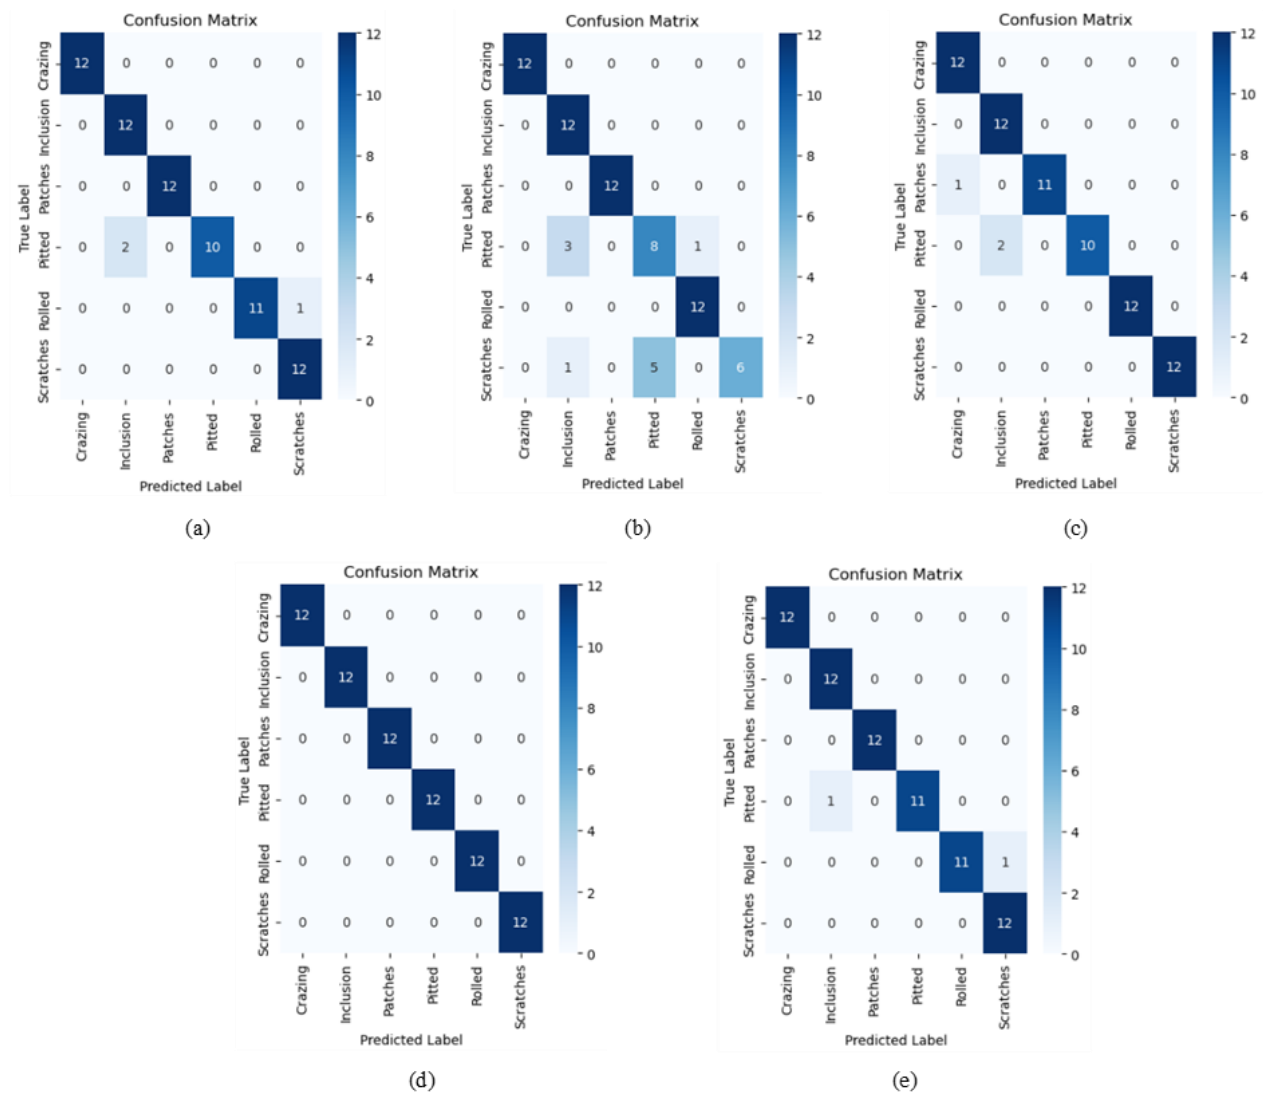 Confusion Matrix
True Label
Crazing 12 0 0 0 0 0
Inclusion 0 12 0 0 0 0
Patches 0 0 12 0 0 0
Pitted 0 2 0 10 0 0
Rolled 0 0 0 0 11 1
Scratches 0 0 0 0 0 12
Crazing Inclusion Patches Pitted Rolled Scratches
Predicted Label
12
10
8
6
4
2
0
(a)
Confusion Matrix
True Label
Crazing 12 0 0 0 0 0
Inclusion 0 12 0 0 0 0
Patches 0 0 12 0 0 0
Pitted 0 3 0 8 1 0
Rolled 0 0 0 0 12 0
Scratches 0 1 0 5 0 6
Crazing Inclusion Patches Pitted Rolled Scratches
Predicted Label
12
10
8
6
4
2
0
(b)
Confusion Matrix
True Label
Crazing 12 0 0 0 0 0
Inclusion 0 12 0 0 0 0
Patches 1 0 11 0 0 0
Pitted 0 2 0 10 0 0
Rolled 0 0 0 0 12 0
Scratches 0 0 0 0 0 12
Crazing Inclusion Patches Pitted Rolled Scratches
Predicted Label
12
10
8
6
4
2
0
(c)
Confusion Matrix
True Label
Crazing 12 0 0 0 0 0
Inclusion 0 12 0 0 0 0
Patches 0 0 12 0 0 0
Pitted 0 0 0 12 0 0
Rolled 0 0 0 0 12 0
Scratches 0 0 0 0 0 12
Crazing Inclusion Patches Pitted Rolled Scratches
Predicted Label
12
10
8
6
4
2
0
(d)
Confusion Matrix
True Label
Crazing 12 0 0 0 0 0
Inclusion 0 12 0 0 0 0
Patches 0 0 12 0 0 0
Pitted 0 1 0 11 0 0
Rolled 0 0 0 0 11 1
Scratches 0 0 0 0 0 12
Crazing Inclusion Patches Pitted Rolled Scratches
Predicted Label
12
10
8
6
4
2
0
(e)